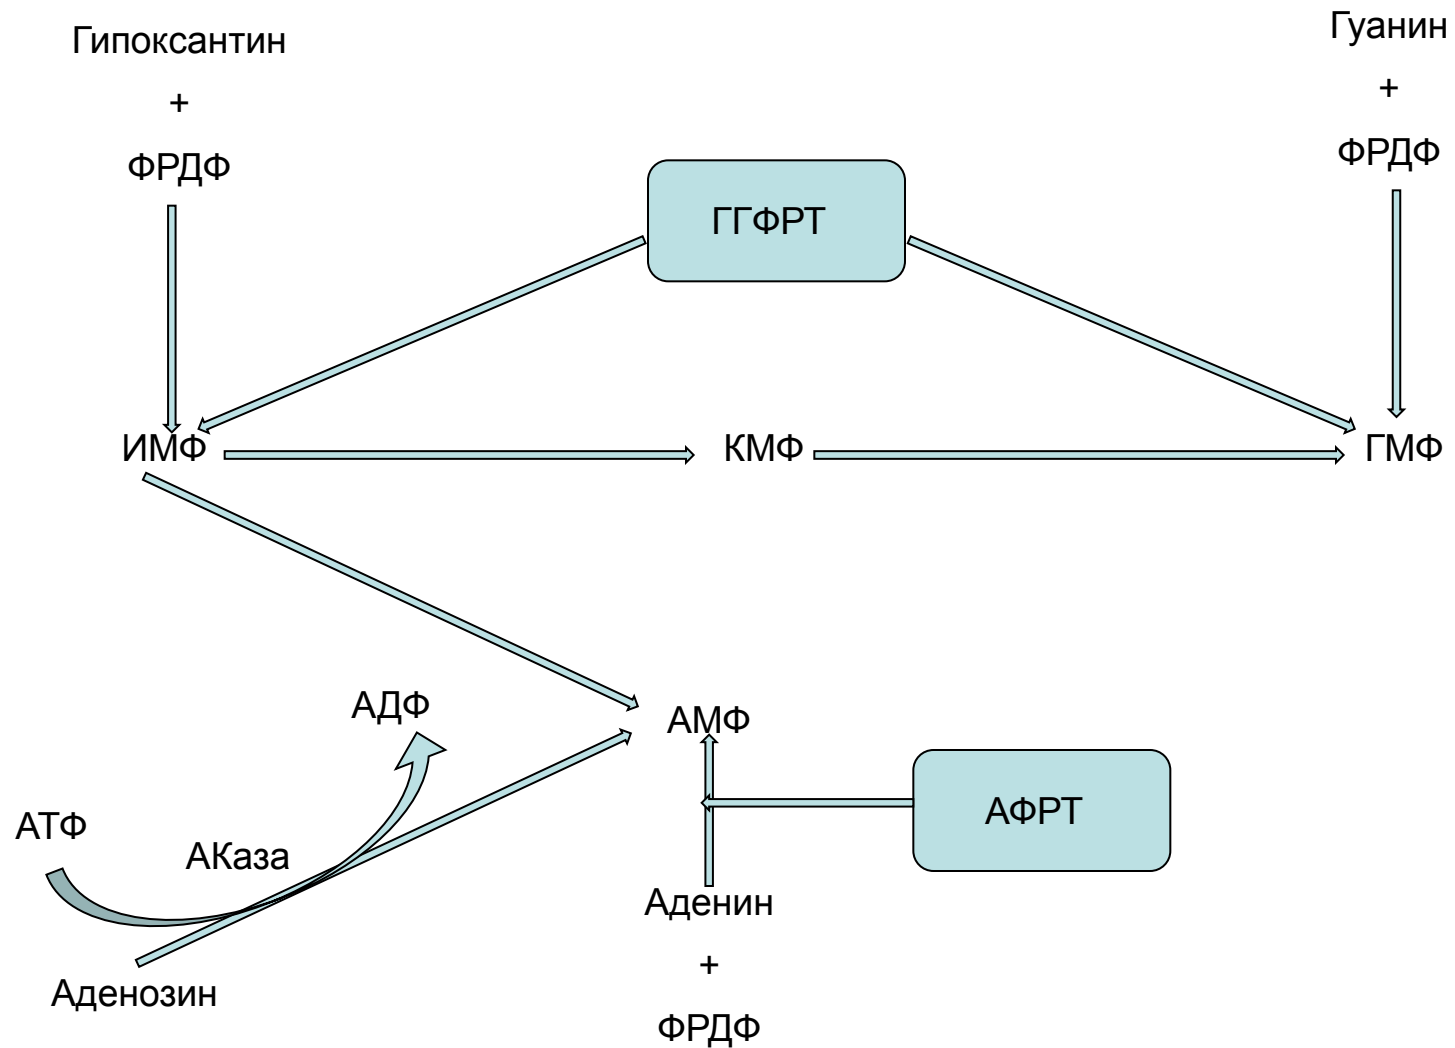 Гипоксантин
+
ФРДФ
Гуанин
+
ФРДФ
ГГФРТ
ИМФ
КМФ
ГМФ
АДФ
АМФ
АТФ
АКаза
АФРТ
Аденозин
Аденин
+
ФРДФ